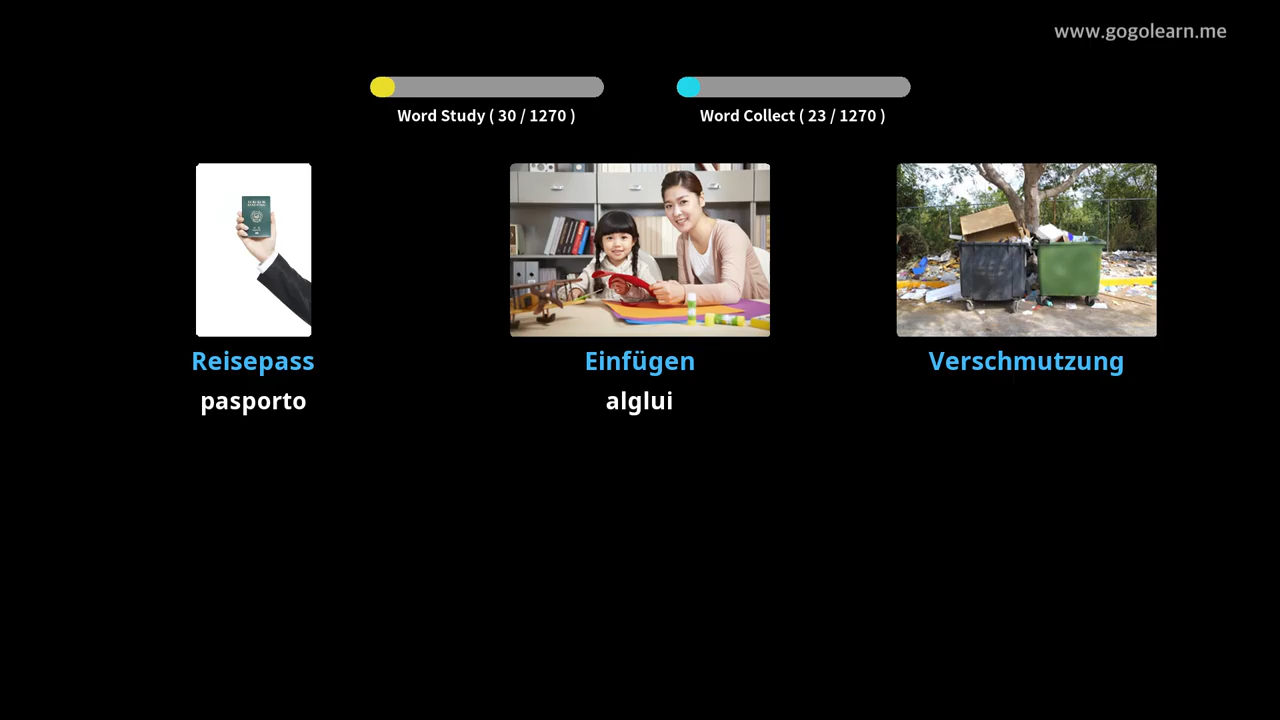 www.gogolearn.me
Word Study ( 30 / 1270 )
Word Collect ( 23 / 1270 )
Reisepass
Einfügen
Verschmutzung
pasporto
alglui